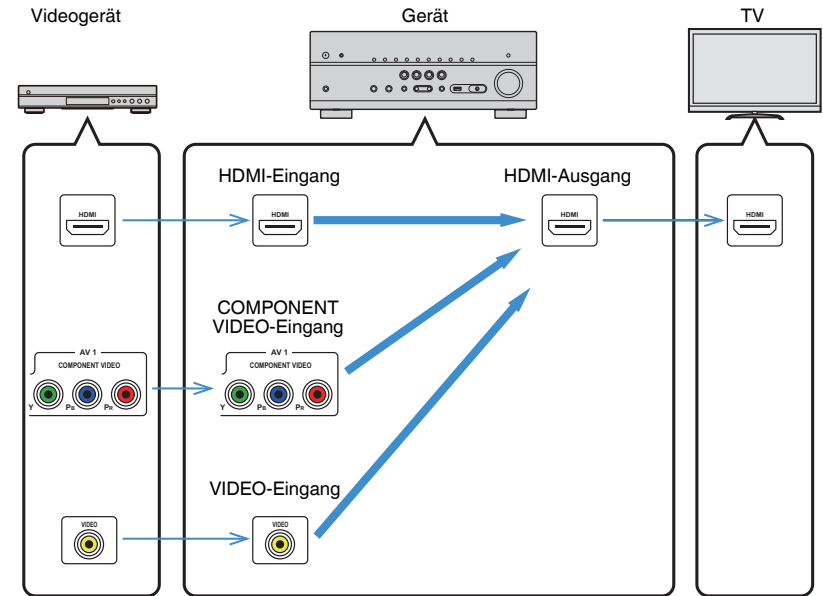 Videogerät
Gerät
TV
HDMI-Eingang
HDMI-Ausgang
HDMI
HDMI
HDMI
HDMI
COMPONENT
VIDEO-Eingang
AV 1
COMPONENT VIDEO
Y PB PR
AV 1
COMPONENT VIDEO
Y PB PR
VIDEO-Eingang
VIDEO
VIDEO